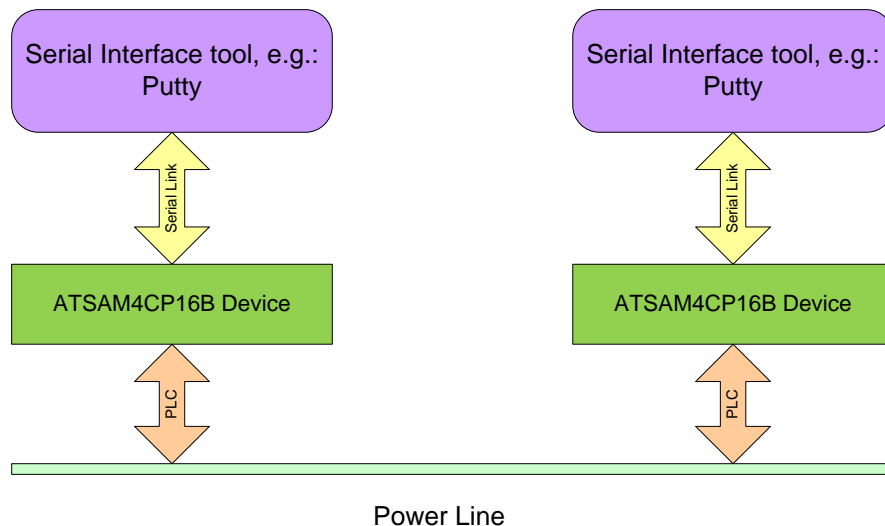 Serial Interface tool, e.g.:
Putty
Serial Interface tool, e.g.:
Putty
Serial Link
Serial Link
ATSAM4CP16B Device
ATSAM4CP16B Device
PLC
PLC
Power Line